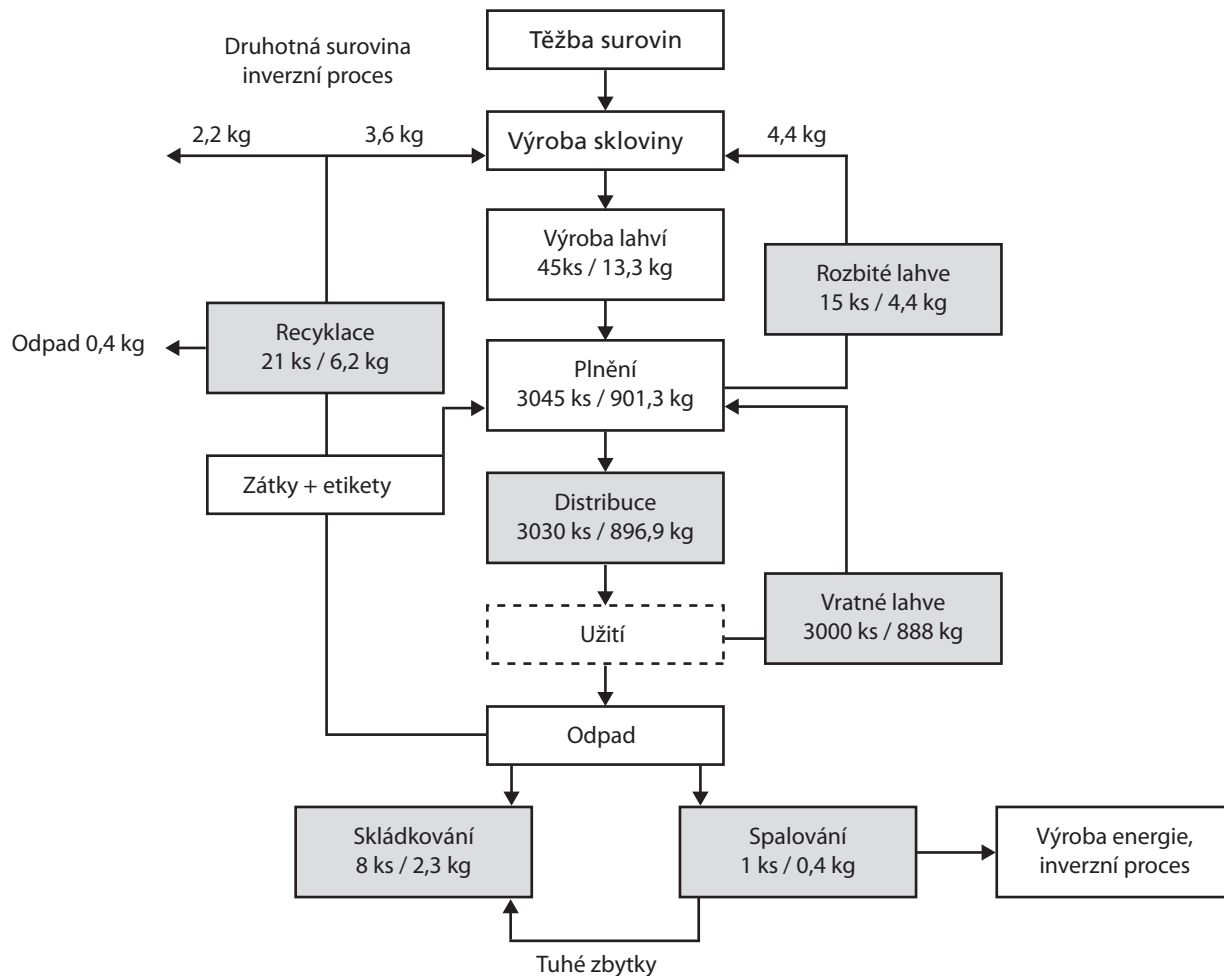 Těžba surovin
Druhotná surovina
inverzní proces
2,2 kg
3,6 kg
Výroba skloviny
4,4 kg
Výroba lahví
45ks / 13,3 kg
Rozbité lahve
15 ks / 4,4 kg
Odpad 0,4 kg
Recyklace
21 ks / 6,2 kg
Plnění
3045 ks / 901,3 kg
Zátky + etikety
Distribuce
3030 ks / 896,9 kg
Vratné lahve
3000 ks / 888 kg
Užití
Odpad
Skládkování
8 ks / 2,3 kg
Spalování
1 ks / 0,4 kg
Výroba energie,
inverzní proces
Tuhé zbytky